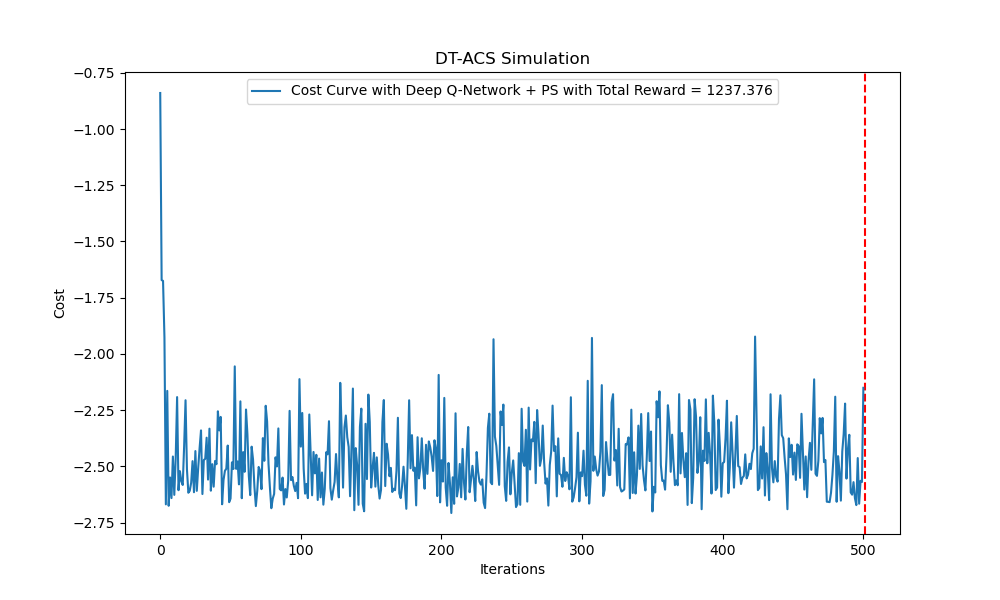 DT-ACS Simulation
Cost Curve with Deep Q-Network + PS with Total Reward = 1237.376
−0.75
−1.00
−1.25
−1.50
−1.75
−2.00
−2.25
−2.50
−2.75
Cost
0 100 200 300 400 500
Iterations